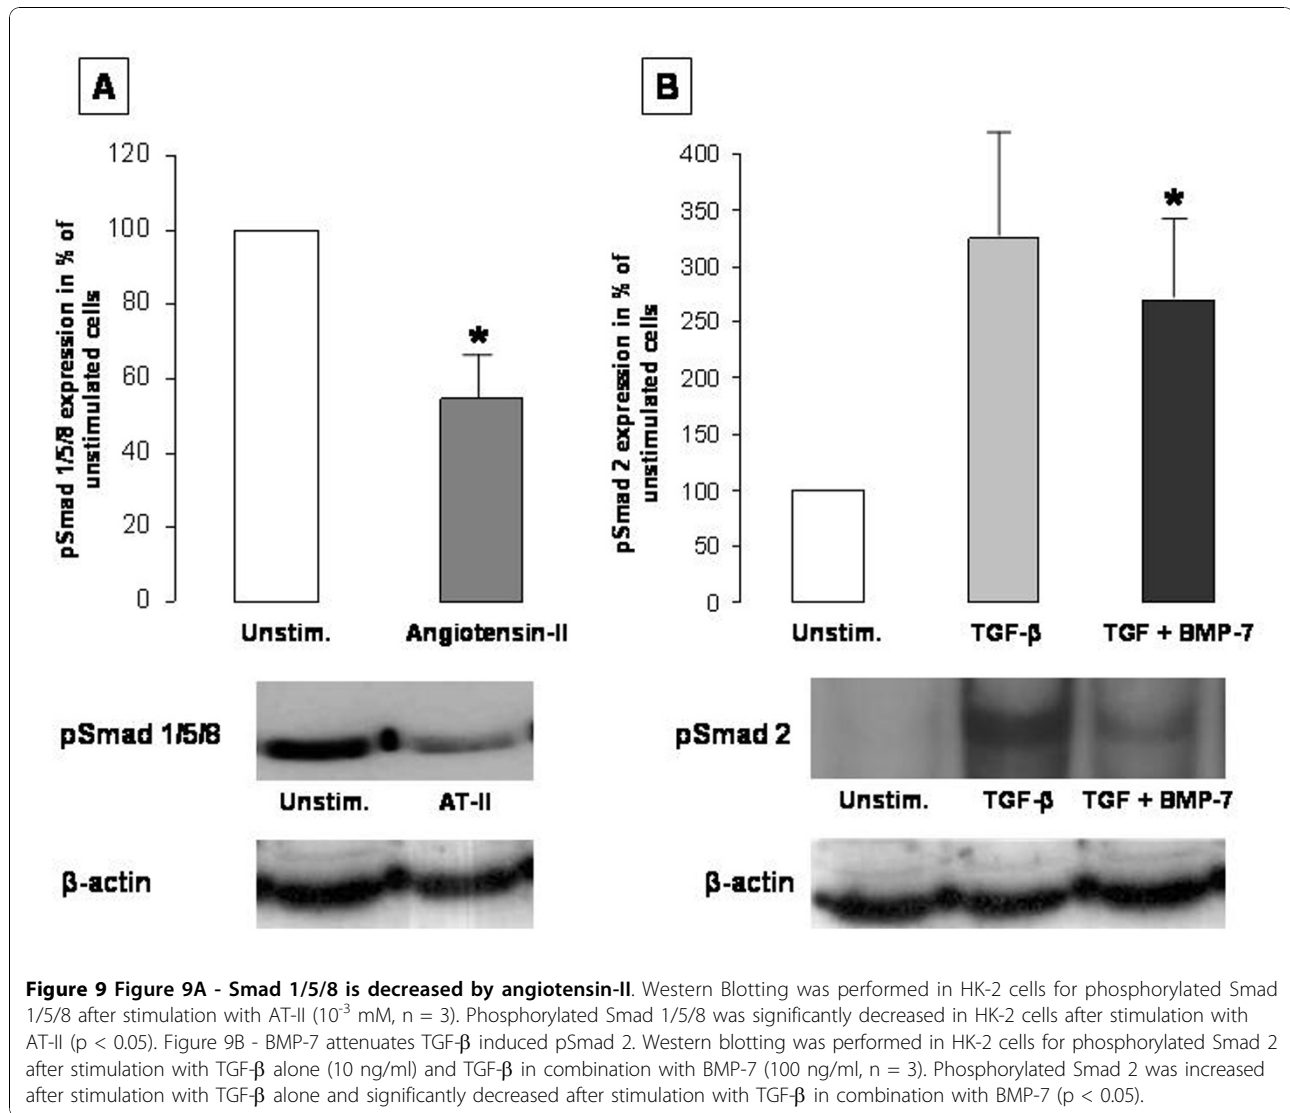 A
120
100
80
60
40
20
0
pSmad 1/5/8 expression in % of
unstimulated cells
*
Unstim.
Angiotensin-II
pSmad 1/5/8
Unstim.
AT-II
β-actin
B
400
350
300
250
200
150
100
50
0
pSmad 2 expression in % of
unstimulated cells
*
Unstim.
TGF-β
TGF + BMP-7
pSmad 2
Unstim.
TGF-β
TGF + BMP-7
β-actin
Figure 9 Figure 9A - Smad 1/5/8 is decreased by angiotensin-II. Western Blotting was performed in HK-2 cells for phosphorylated Smad
1/5/8 after stimulation with AT-II (10⁻³ mM, n = 3). Phosphorylated Smad 1/5/8 was significantly decreased in HK-2 cells after stimulation with
AT-II (p < 0.05). Figure 9B - BMP-7 attenuates TGF-β induced pSmad 2. Western blotting was performed in HK-2 cells for phosphorylated Smad 2
after stimulation with TGF-β alone (10 ng/ml) and TGF-β in combination with BMP-7 (100 ng/ml, n = 3). Phosphorylated Smad 2 was increased
after stimulation with TGF-β alone and significantly decreased after stimulation with TGF-β in combination with BMP-7 (p < 0.05).